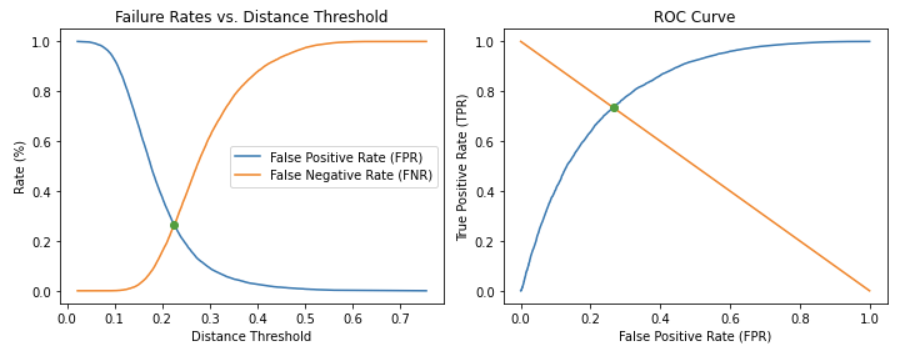 Failure Rates vs. Distance Threshold
1.0
0.8
0.6
0.4
0.2
0.0
Rate (%)
False Positive Rate (FPR)
False Negative Rate (FNR)
0.0 0.1 0.2 0.3 0.4 0.5 0.6 0.7
Distance Threshold
ROC Curve
1.0
0.8
0.6
0.4
0.2
0.0
True Positive Rate (TPR)
0.0 0.2 0.4 0.6 0.8 1.0
False Positive Rate (FPR)